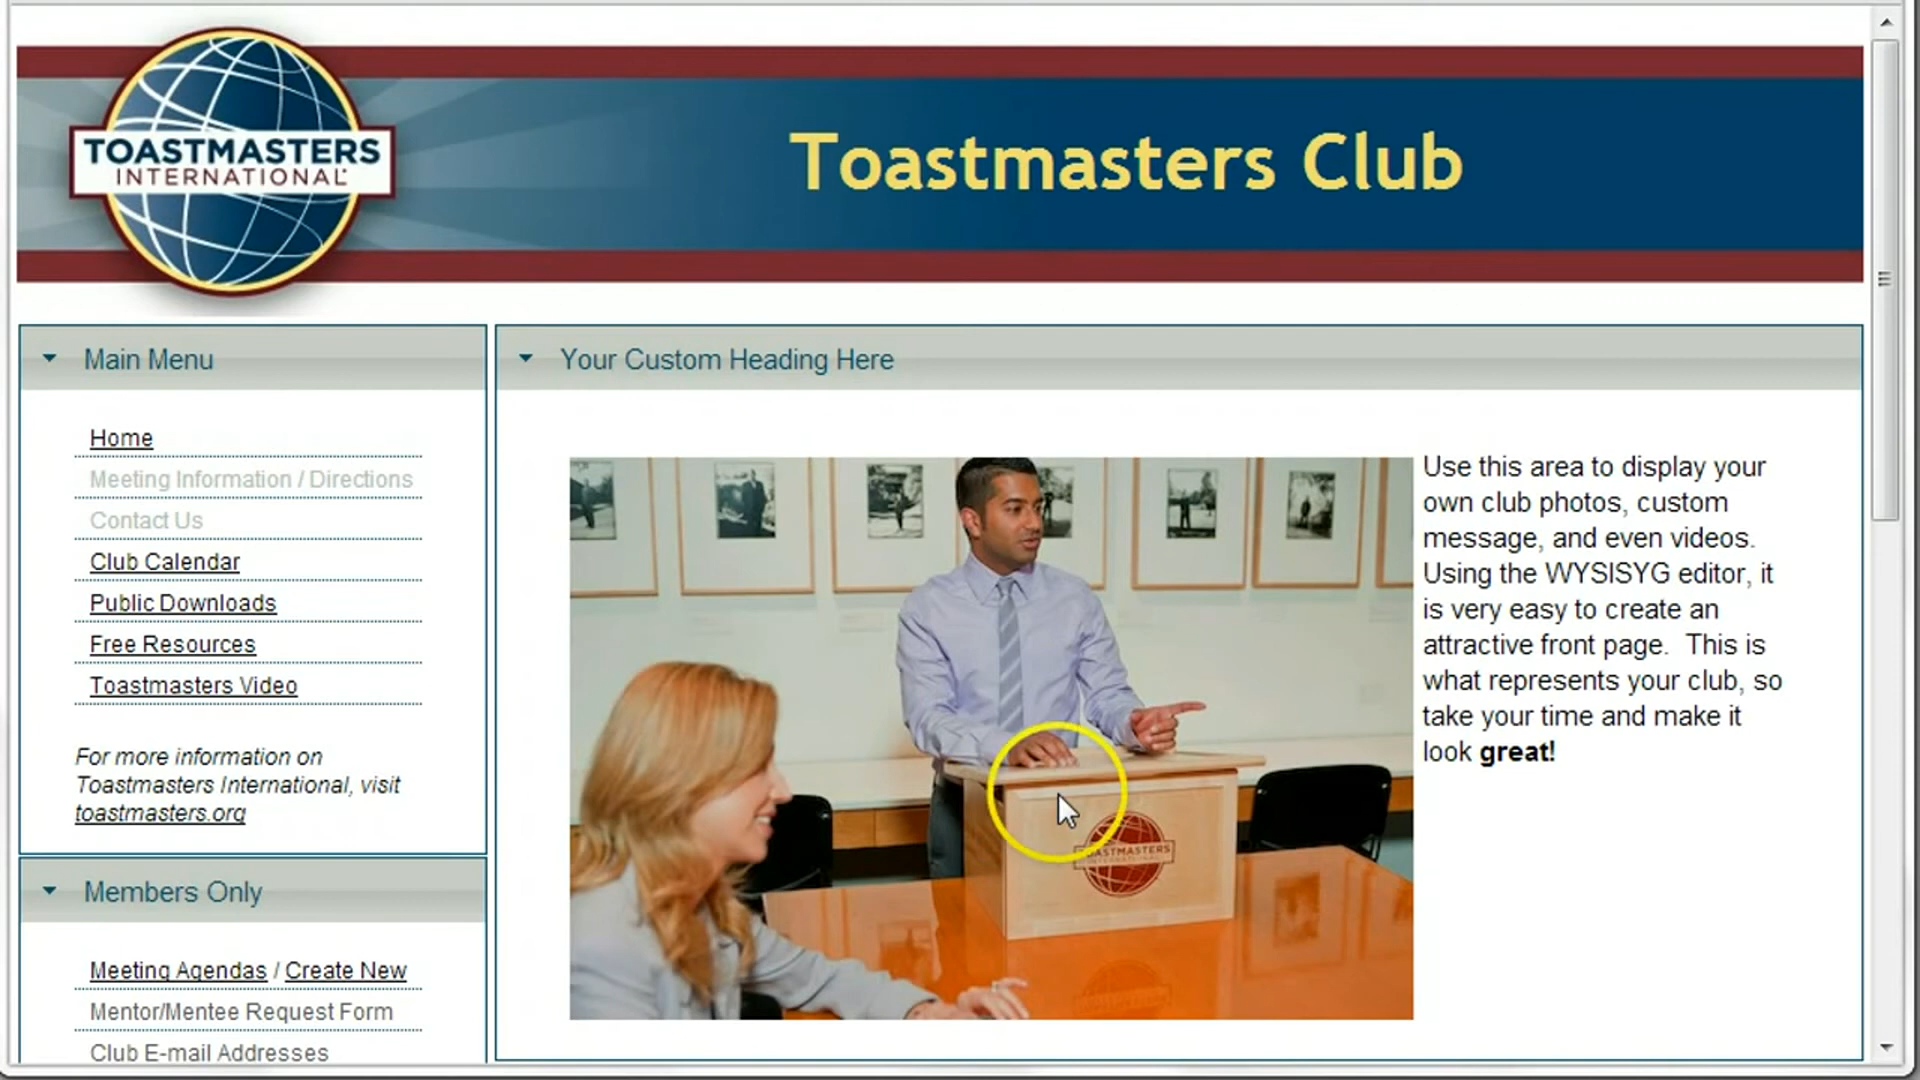 TOASTMASTERS
INTERNATIONAL
Toastmasters Club
Main Menu
Home
Meeting Information / Directions
Contact Us
Club Calendar
Public Downloads
Free Resources
Toastmasters Video
For more information on
Toastmasters International, visit
toastmasters.org
Members Only
Meeting Agendas / Create New
Mentor/Mentee Request Form
Club E-mail Addresses
Your Custom Heading Here
Use this area to display your
own club photos, custom
message, and even videos.
Using the WYSISYG editor, it
is very easy to create an
attractive front page. This is
what represents your club, so
take your time and make it
look great!
TOASTMASTERS
INTERNATIONAL